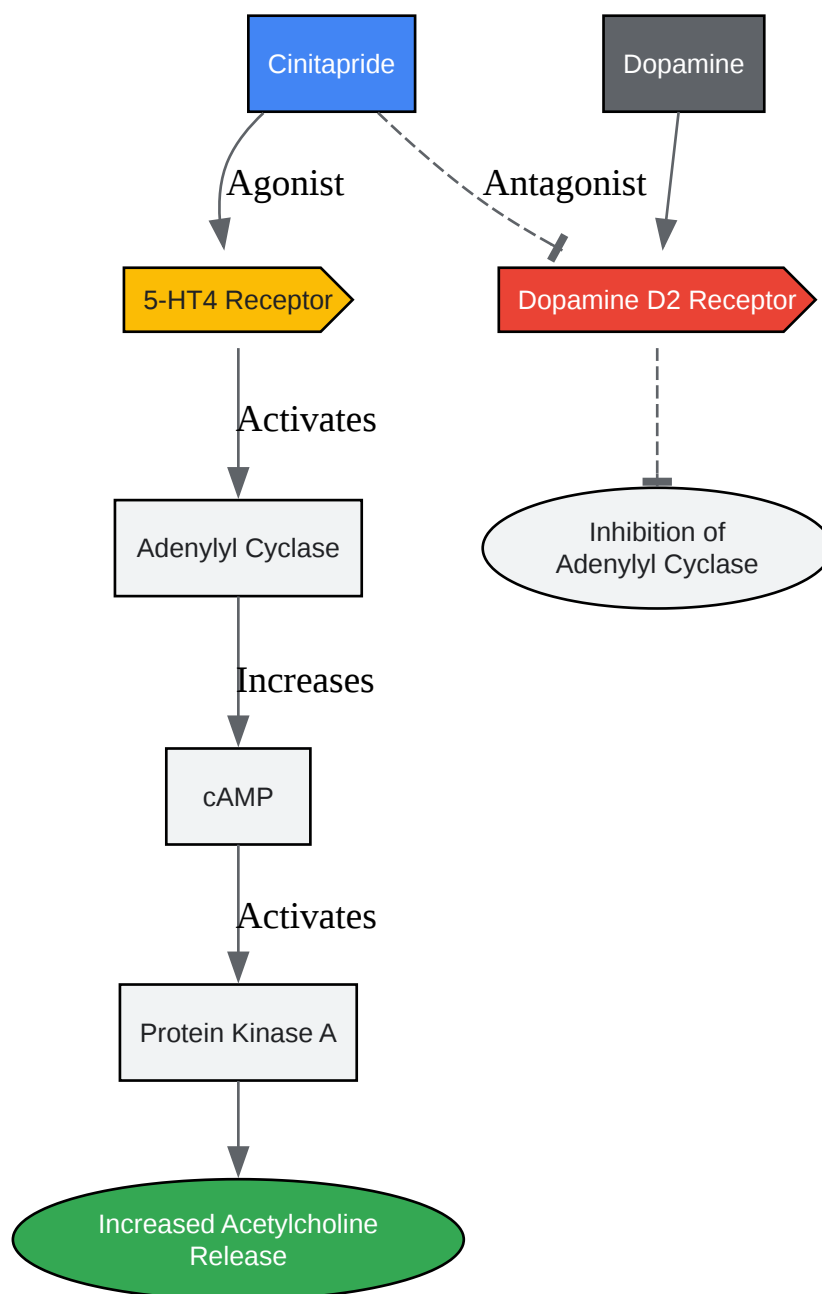 Cinitapride
Dopamine
Agonist
Antagonist
5-HT4 Receptor
Dopamine D2 Receptor
Activates
Adenylyl Cyclase
Inhibition of
Adenylyl Cyclase
Increases
cAMP
Activates
Protein Kinase A
Increased Acetylcholine
Release